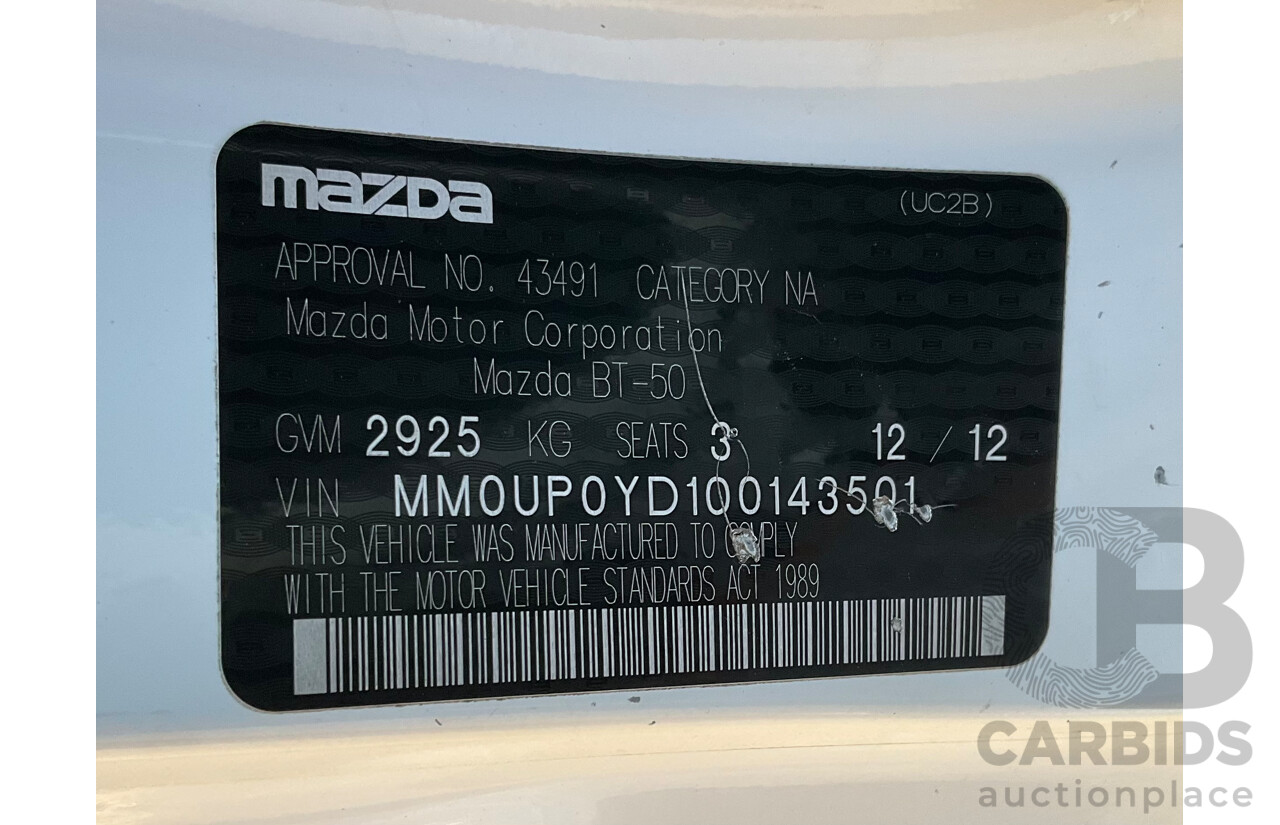 mazda (UC2B)
APPROVAL NO. 43491 CATEGORY NA
Mazda Motor Corporation
Mazda BT-50
GVM 2925 KG SEATS 3 12 / 12
VIN MM0UP0YD100143501
THIS VEHICLE WAS MANUFACTURED TO COMPLY
WITH THE MOTOR VEHICLE STANDARDS ACT 1989
CB
CARBIDS
auctionplace